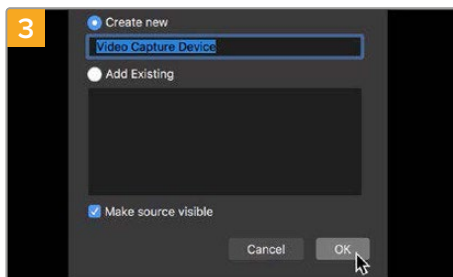 3
Create new
Video Capture Device
Add Existing
Make source visible
Cancel OK